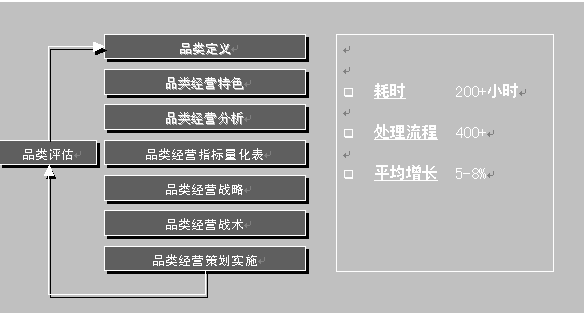 品类定义
品类经营特色
品类经营分析
品类评估
品类经营指标量化表
品类经营战略
品类经营战术
品类经营策划实施
耗时 200+小时
处理流程 400+
平均增长 5-8%